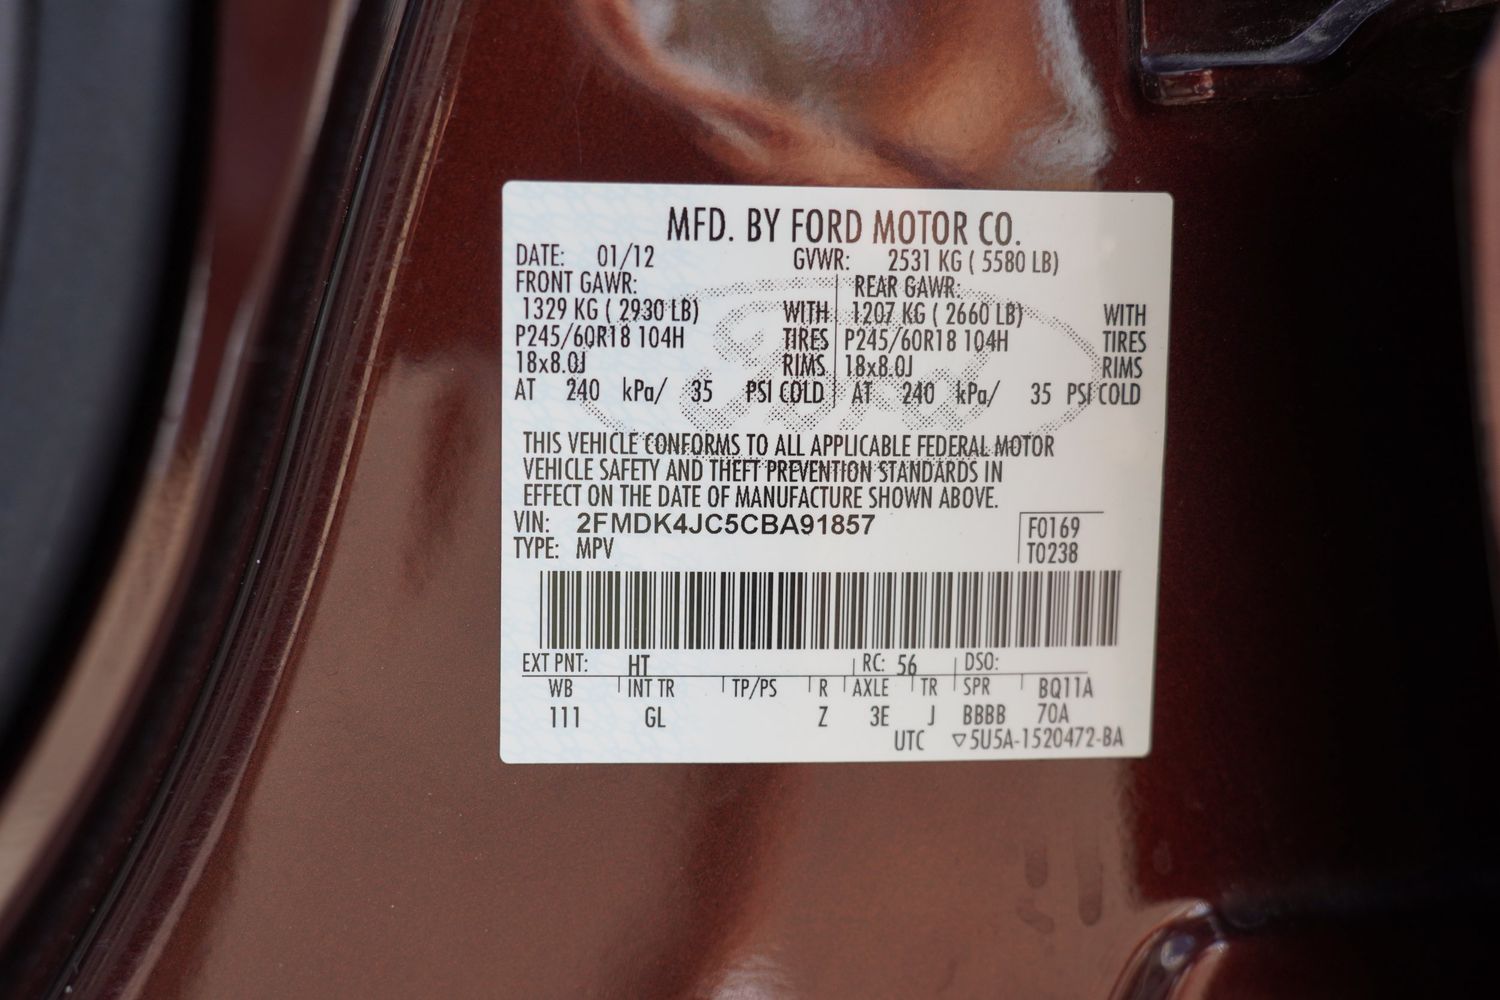 MFD. BY FORD MOTOR CO.
DATE: 01/12 GVWR: 2531 KG ( 5580 LB)
FRONT GAWR: REAR GAWR:
1329 KG ( 2930 LB) WITH 1207 KG ( 2660 LB) WITH
P245/60R18 104H TIRES P245/60R18 104H TIRES
18x8.0J RIMS 18x8.0J RIMS
AT 240 kPa/ 35 PSI COLD AT 240 kPa/ 35 PSI COLD
Ford
THIS VEHICLE CONFORMS TO ALL APPLICABLE FEDERAL MOTOR
VEHICLE SAFETY AND THEFT PREVENTION STANDARDS IN
EFFECT ON THE DATE OF MANUFACTURE SHOWN ABOVE.
VIN: 2FMDK4JC5CBA91857 F0169
TYPE: MPV T0238
EXT PNT: HT RC: 56 DSO:
WB INT TR TP/PS R AXLE TR SPR BQ11A
111 GL Z 3E J BBBB 70A
UTC ▽5U5A-1520472-BA